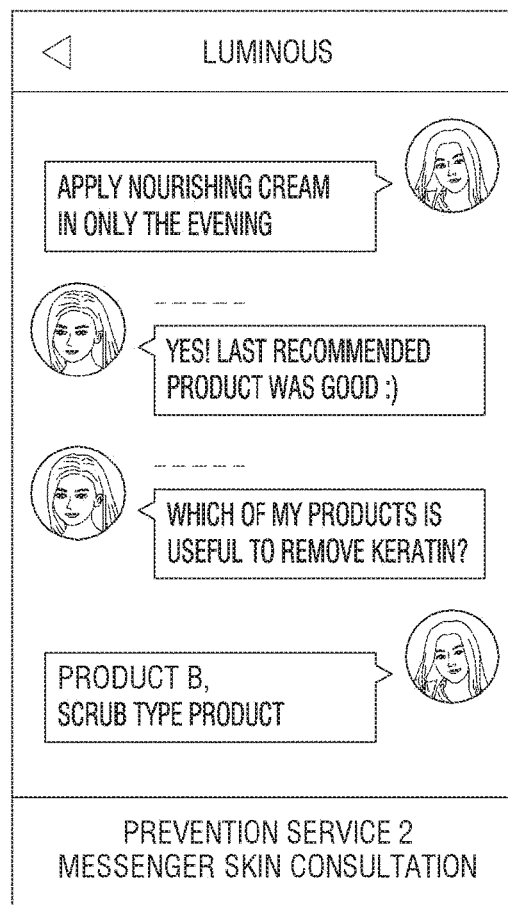 LUMINOUS
APPLY NOURISHING CREAM
IN ONLY THE EVENING
YES! LAST RECOMMENDED
PRODUCT WAS GOOD :)
WHICH OF MY PRODUCTS IS
USEFUL TO REMOVE KERATIN?
PRODUCT B,
SCRUB TYPE PRODUCT
PREVENTION SERVICE 2
MESSENGER SKIN CONSULTATION